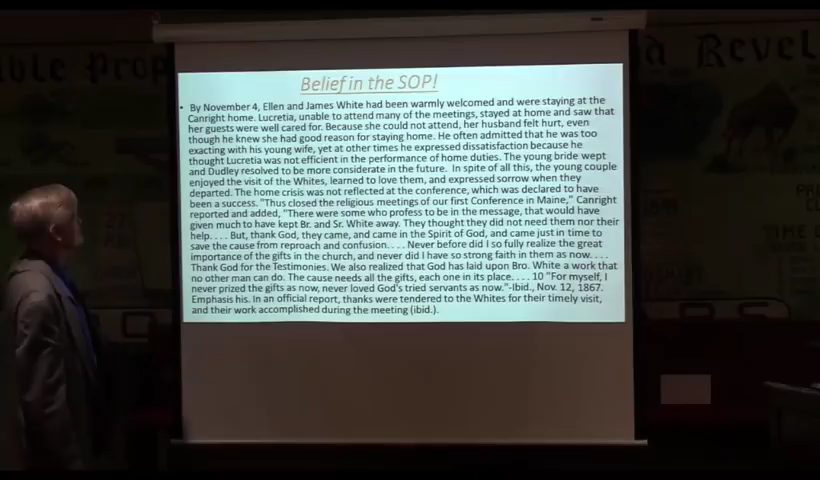 ble Prop
d Revel
Belief in the SOP!
• By November 4, Ellen and James White had been warmly welcomed and were staying at the
Canright home. Lucretia, unable to attend many of the meetings, stayed at home and saw that
her guests were well cared for. Because she could not attend, her husband felt hurt, even
though he knew she had good reason for staying home. He often admitted that he was too
exacting with his young wife, yet at other times he expressed dissatisfaction because he
thought Lucretia was not efficient in the performance of home duties. The young bride wept
and Dudley resolved to be more considerate in the future. In spite of all this, the young couple
enjoyed the visit of the Whites, learned to love them, and expressed sorrow when they
departed. The home crisis was not reflected at the conference, which was declared to have
been a success. "Thus closed the religious meetings of our first Conference in Maine," Canright
reported and added, "There were some who profess to be in the message, that would have
given much to have kept Br. and Sr. White away. They thought they did not need them nor their
help. . . . But, thank God, they came, and came in the Spirit of God, and came just in time to
save the cause from reproach and confusion. . . . Never before did I so fully realize the great
importance of the gifts in the church, and never did I have so strong faith in them as now. . . .
Thank God for the Testimonies. We also realized that God has laid upon Bro. White a work that
no other man can do. The cause needs all the gifts, each one in its place. . . . 10 "For myself, I
never prized the gifts as now, never loved God's tried servants as now."-Ibid., Nov. 12, 1867.
Emphasis his. In an official report, thanks were tendered to the Whites for their timely visit,
and their work accomplished during the meeting (ibid.).